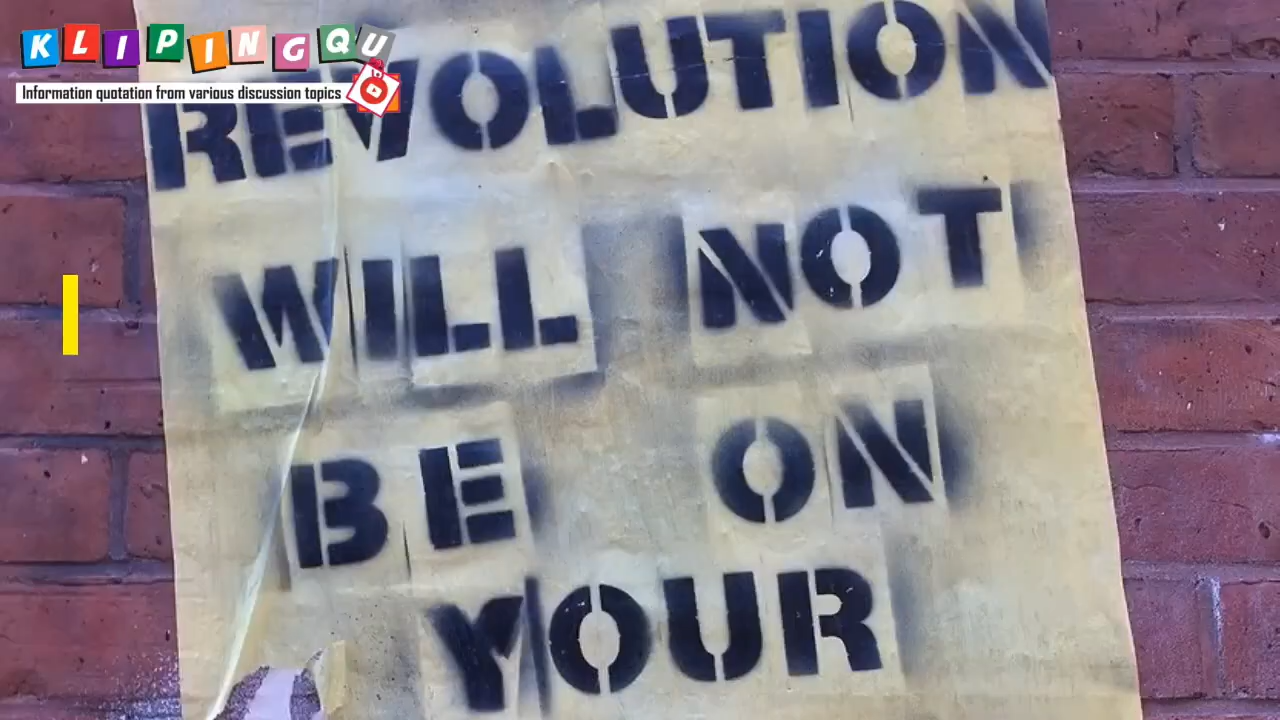 KLIPINGQU
Information quotation from various discussion topics
REVOLUTION
WILL NOT
BE ON
YOUR